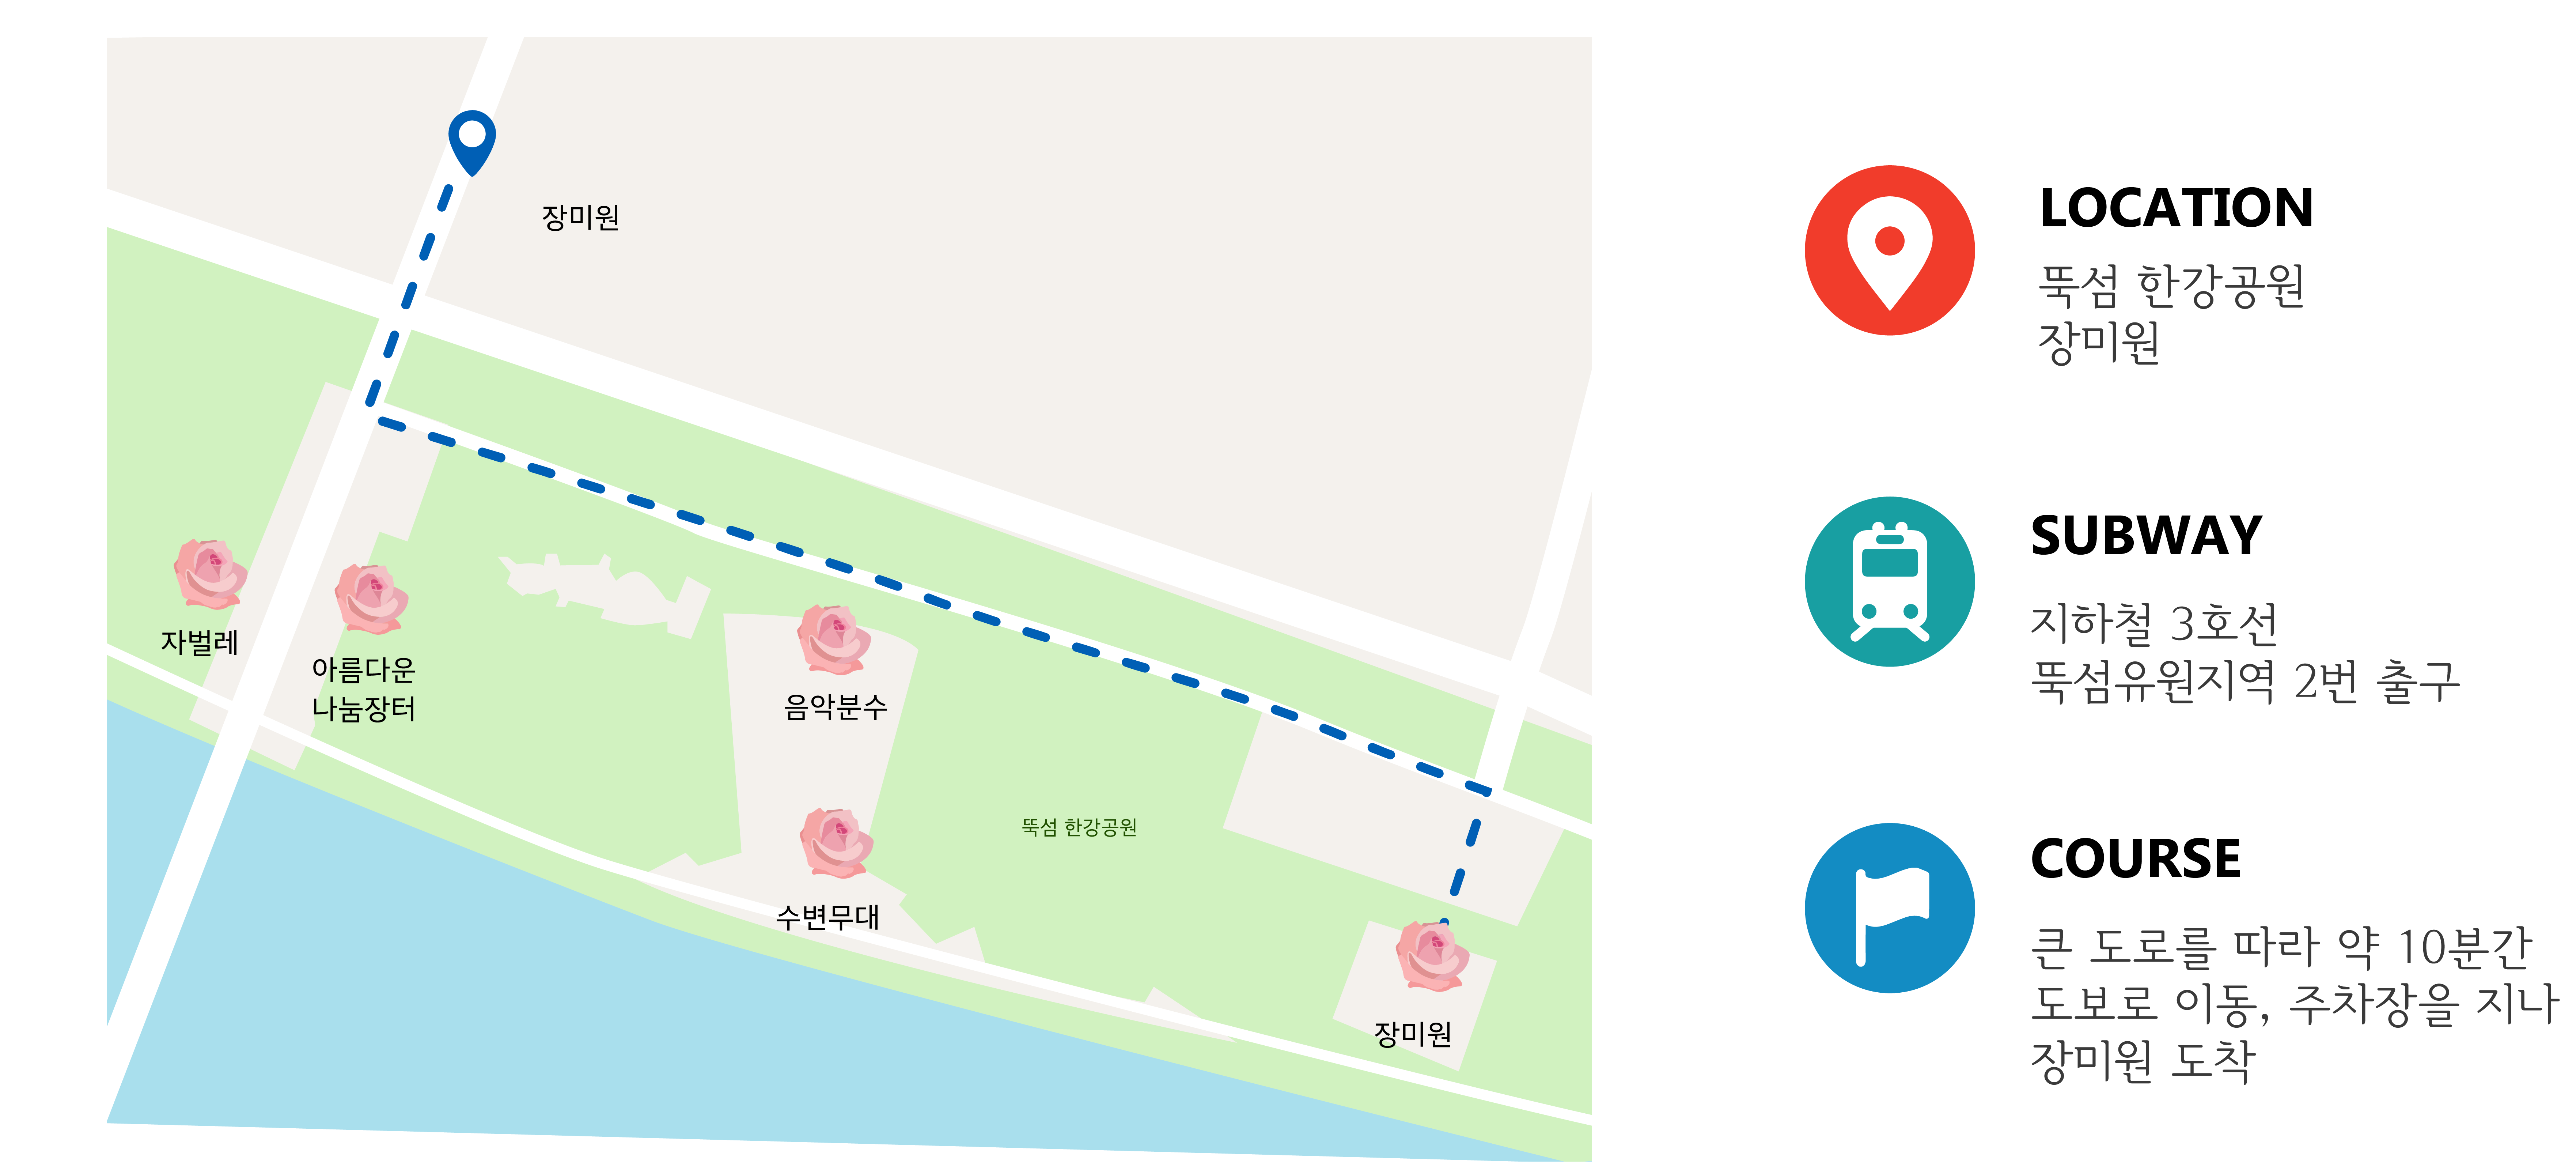 장미원
자벌레
아름다운
나눔장터
음악분수
뚝섬 한강공원
수변무대
장미원
LOCATION
뚝섬 한강공원
장미원
SUBWAY
지하철 3호선
뚝섬유원지역 2번 출구
COURSE
큰 도로를 따라 약 10분간
도보로 이동, 주차장을 지나
장미원 도착